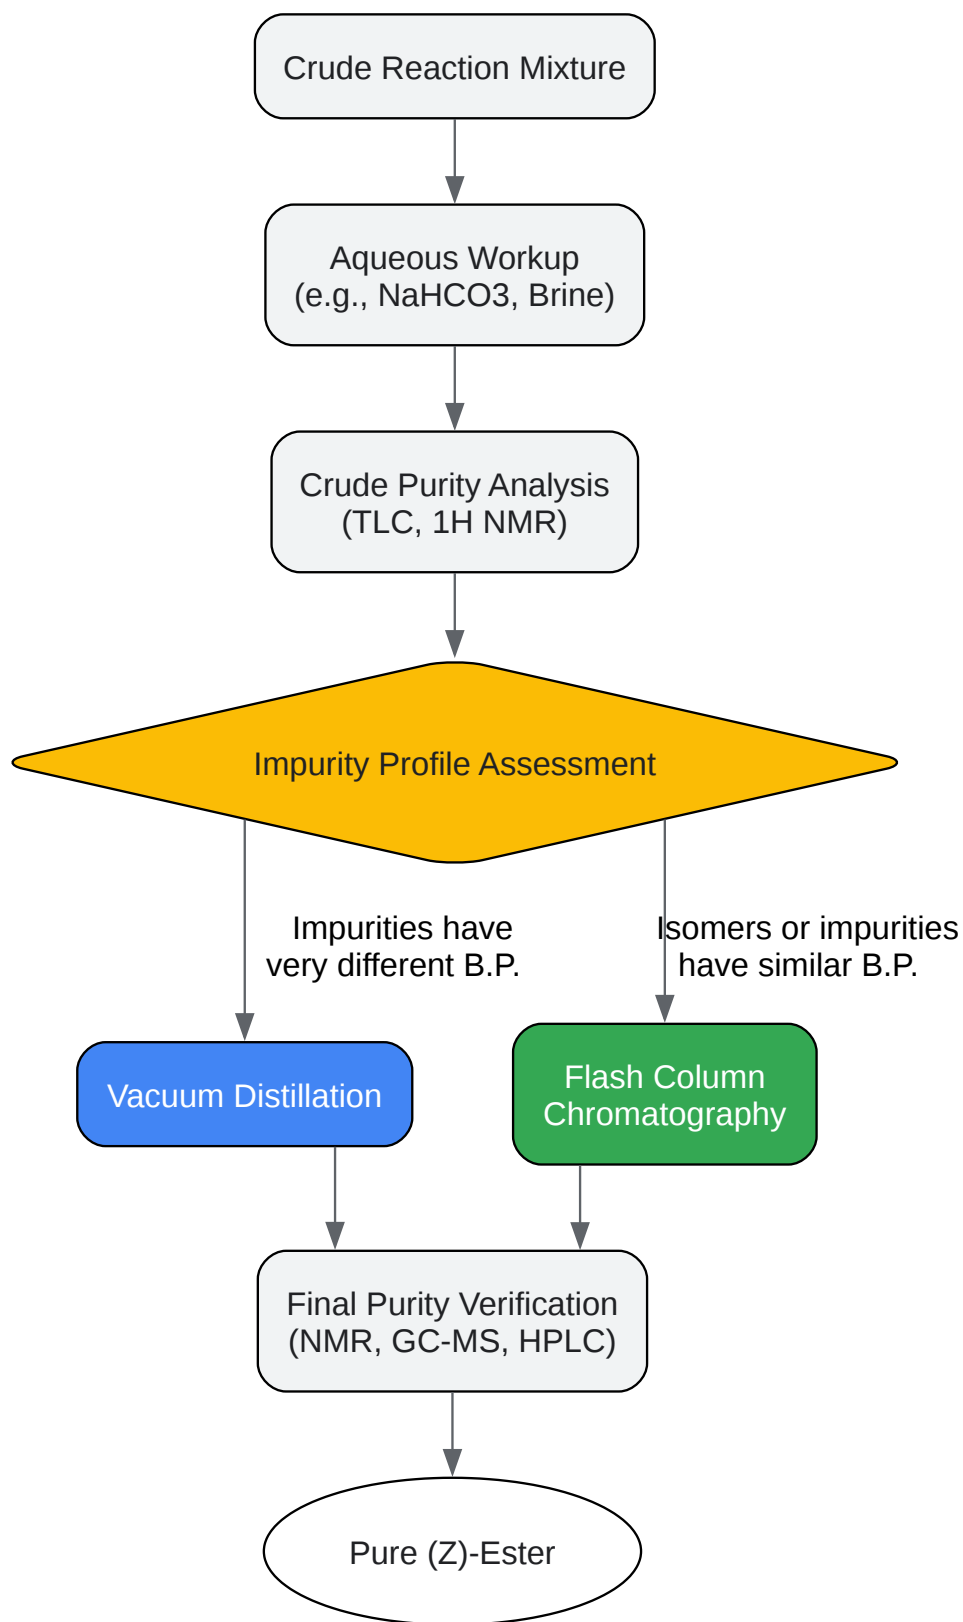 Crude Reaction Mixture
Aqueous Workup
(e.g., NaHCO3, Brine)
Crude Purity Analysis
(TLC, 1H NMR)
Impurity Profile Assessment
Impurities have
very different B.P.
Isomers or impurities
have similar B.P.
Vacuum Distillation
Flash Column
Chromatography
Final Purity Verification
(NMR, GC-MS, HPLC)
Pure (Z)-Ester